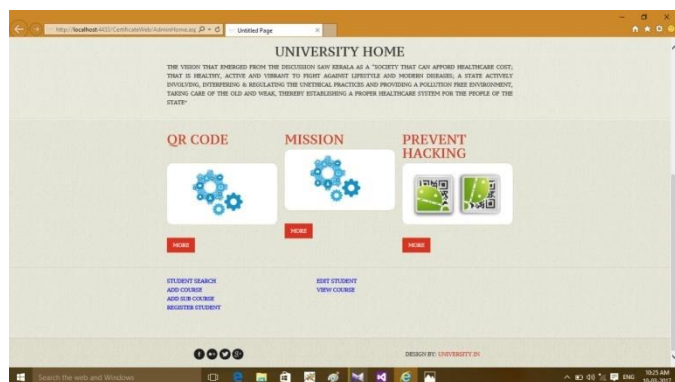 http://localhost:4433/CertificateWeb/AdminHome.asp
Untitled Page
UNIVERSITY HOME
THE VISION THAT EMERGED FROM THE DISCUSSION SAW KERALA AS A "SOCIETY THAT CAN AFFORD HEALTHCARE COST;
THAT IS HEALTHY, ACTIVE AND VIBRANT TO FIGHT AGAINST LIFESTYLE AND MODERN DISEASES; A STATE ACTIVELY
INVOLVING, INTERFERING & REGULATING THE UNETHICAL PRACTICES AND PROVIDING A POLLUTION FREE ENVIRONMENT,
TAKING CARE OF THE OLD AND WEAK, THEREBY ESTABLISHING A PROPER HEALTHCARE SYSTEM FOR THE PEOPLE OF THE
STATE"
QR CODE
MISSION
PREVENT
HACKING
MORE
MORE
MORE
STUDENT SEARCH
ADD COURSE
ADD SUB COURSE
REGISTER STUDENT
EDIT STUDENT
VIEW COURSE
DESIGN BY: UNIVERSITY.IN
Search the web and Windows
ENG
10:25 AM